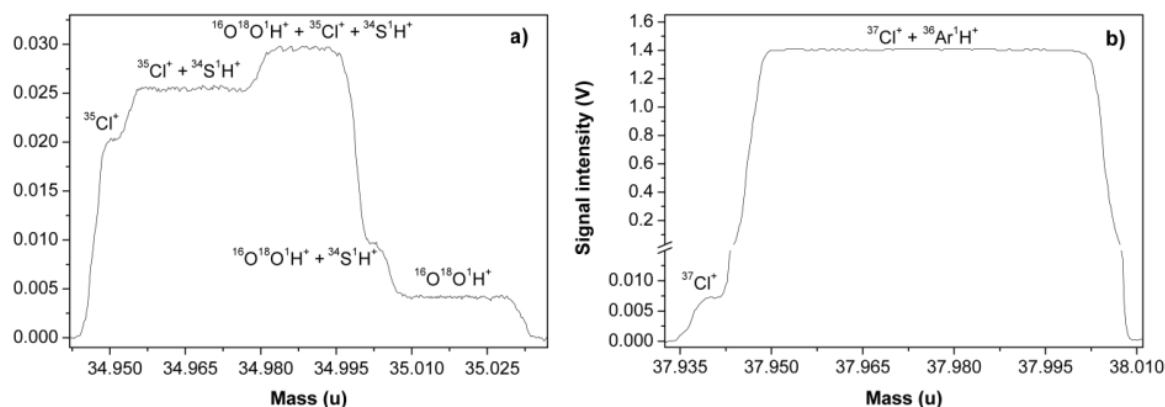 a)
¹⁶O¹⁸O¹H⁺ + ³⁵Cl⁺ + ³⁴S¹H⁺
³⁵Cl⁺ + ³⁴S¹H⁺
³⁵Cl⁺
¹⁶O¹⁸O¹H⁺ + ³⁴S¹H⁺
¹⁶O¹⁸O¹H⁺
0.030
0.025
0.020
0.015
0.010
0.005
0.000
34.950 34.965 34.980 34.995 35.010 35.025
Mass (u)
b)
³⁷Cl⁺ + ³⁶Ar¹H⁺
³⁷Cl⁺
Signal intensity (V)
1.6
1.4
1.2
1.0
0.8
0.6
0.4
0.2
0.010
0.005
0.000
37.935 37.950 37.965 37.980 37.995 38.010
Mass (u)